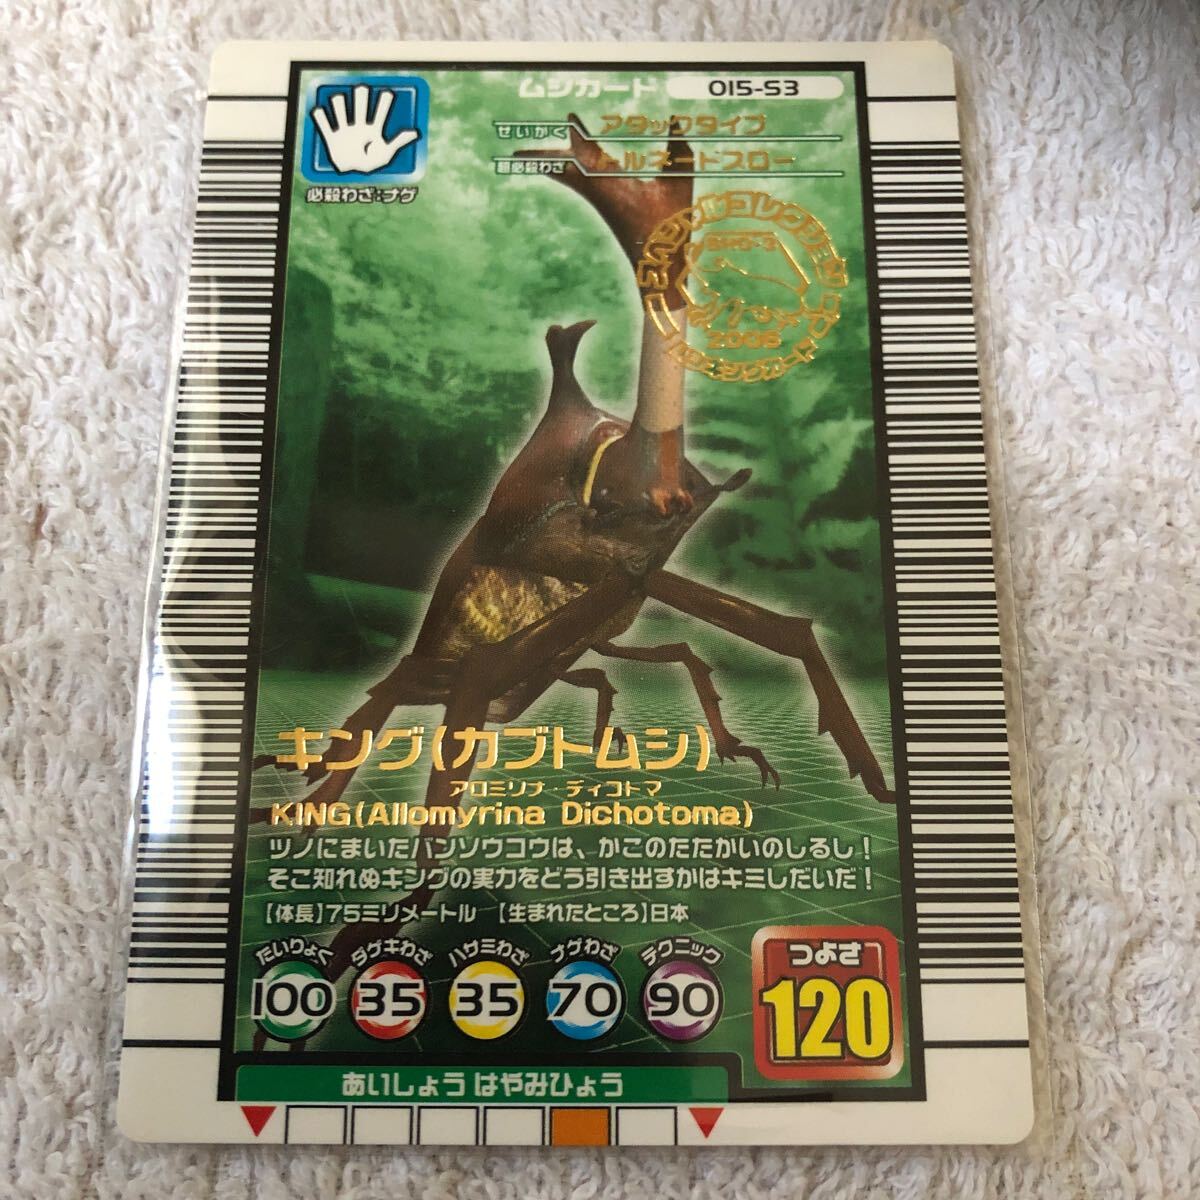 ムシカード 015-S3
せいかく アタックタイプ
超必殺わざ トルネードスロー
必殺わざ:ナゲ
SHO-3
2006
キング(カブトムシ)
アロミリナ・ディコトマ
KING(Allomyrina Dichotoma)
ツノにまいたバンソウコウは、かこのたたかいのしるし!
そこ知れぬキングの実力をどう引き出すかはキミしだいだ!
【体長】75ミリメートル 【生まれたところ】日本
たいりょく ダゲキわざ ハサミわざ ナゲわざ テクニック つよさ
100 35 35 70 90 120
あいしょう はやみひょう